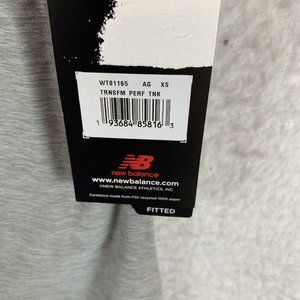 WT01165 AG XS
TRNSFM PERF TNK
1 93684 85816 3
NB
new balance
www.newbalance.com
©NEW BALANCE ATHLETICS, INC
Cardstock made from FSC recycled 100% paper
FITTED